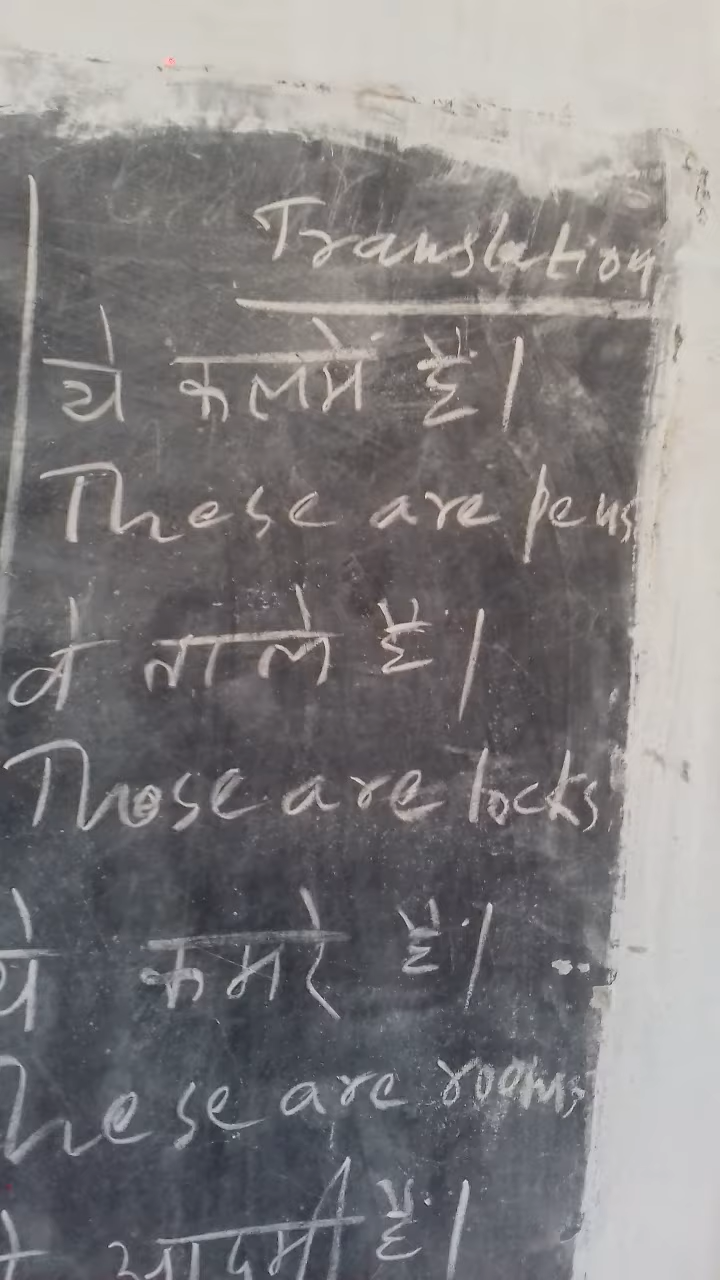 Translation
ये कलमें हैं।
These are pens
वे ताले हैं।
Those are locks
ये कमरे हैं।
These are rooms
आदमी हैं।